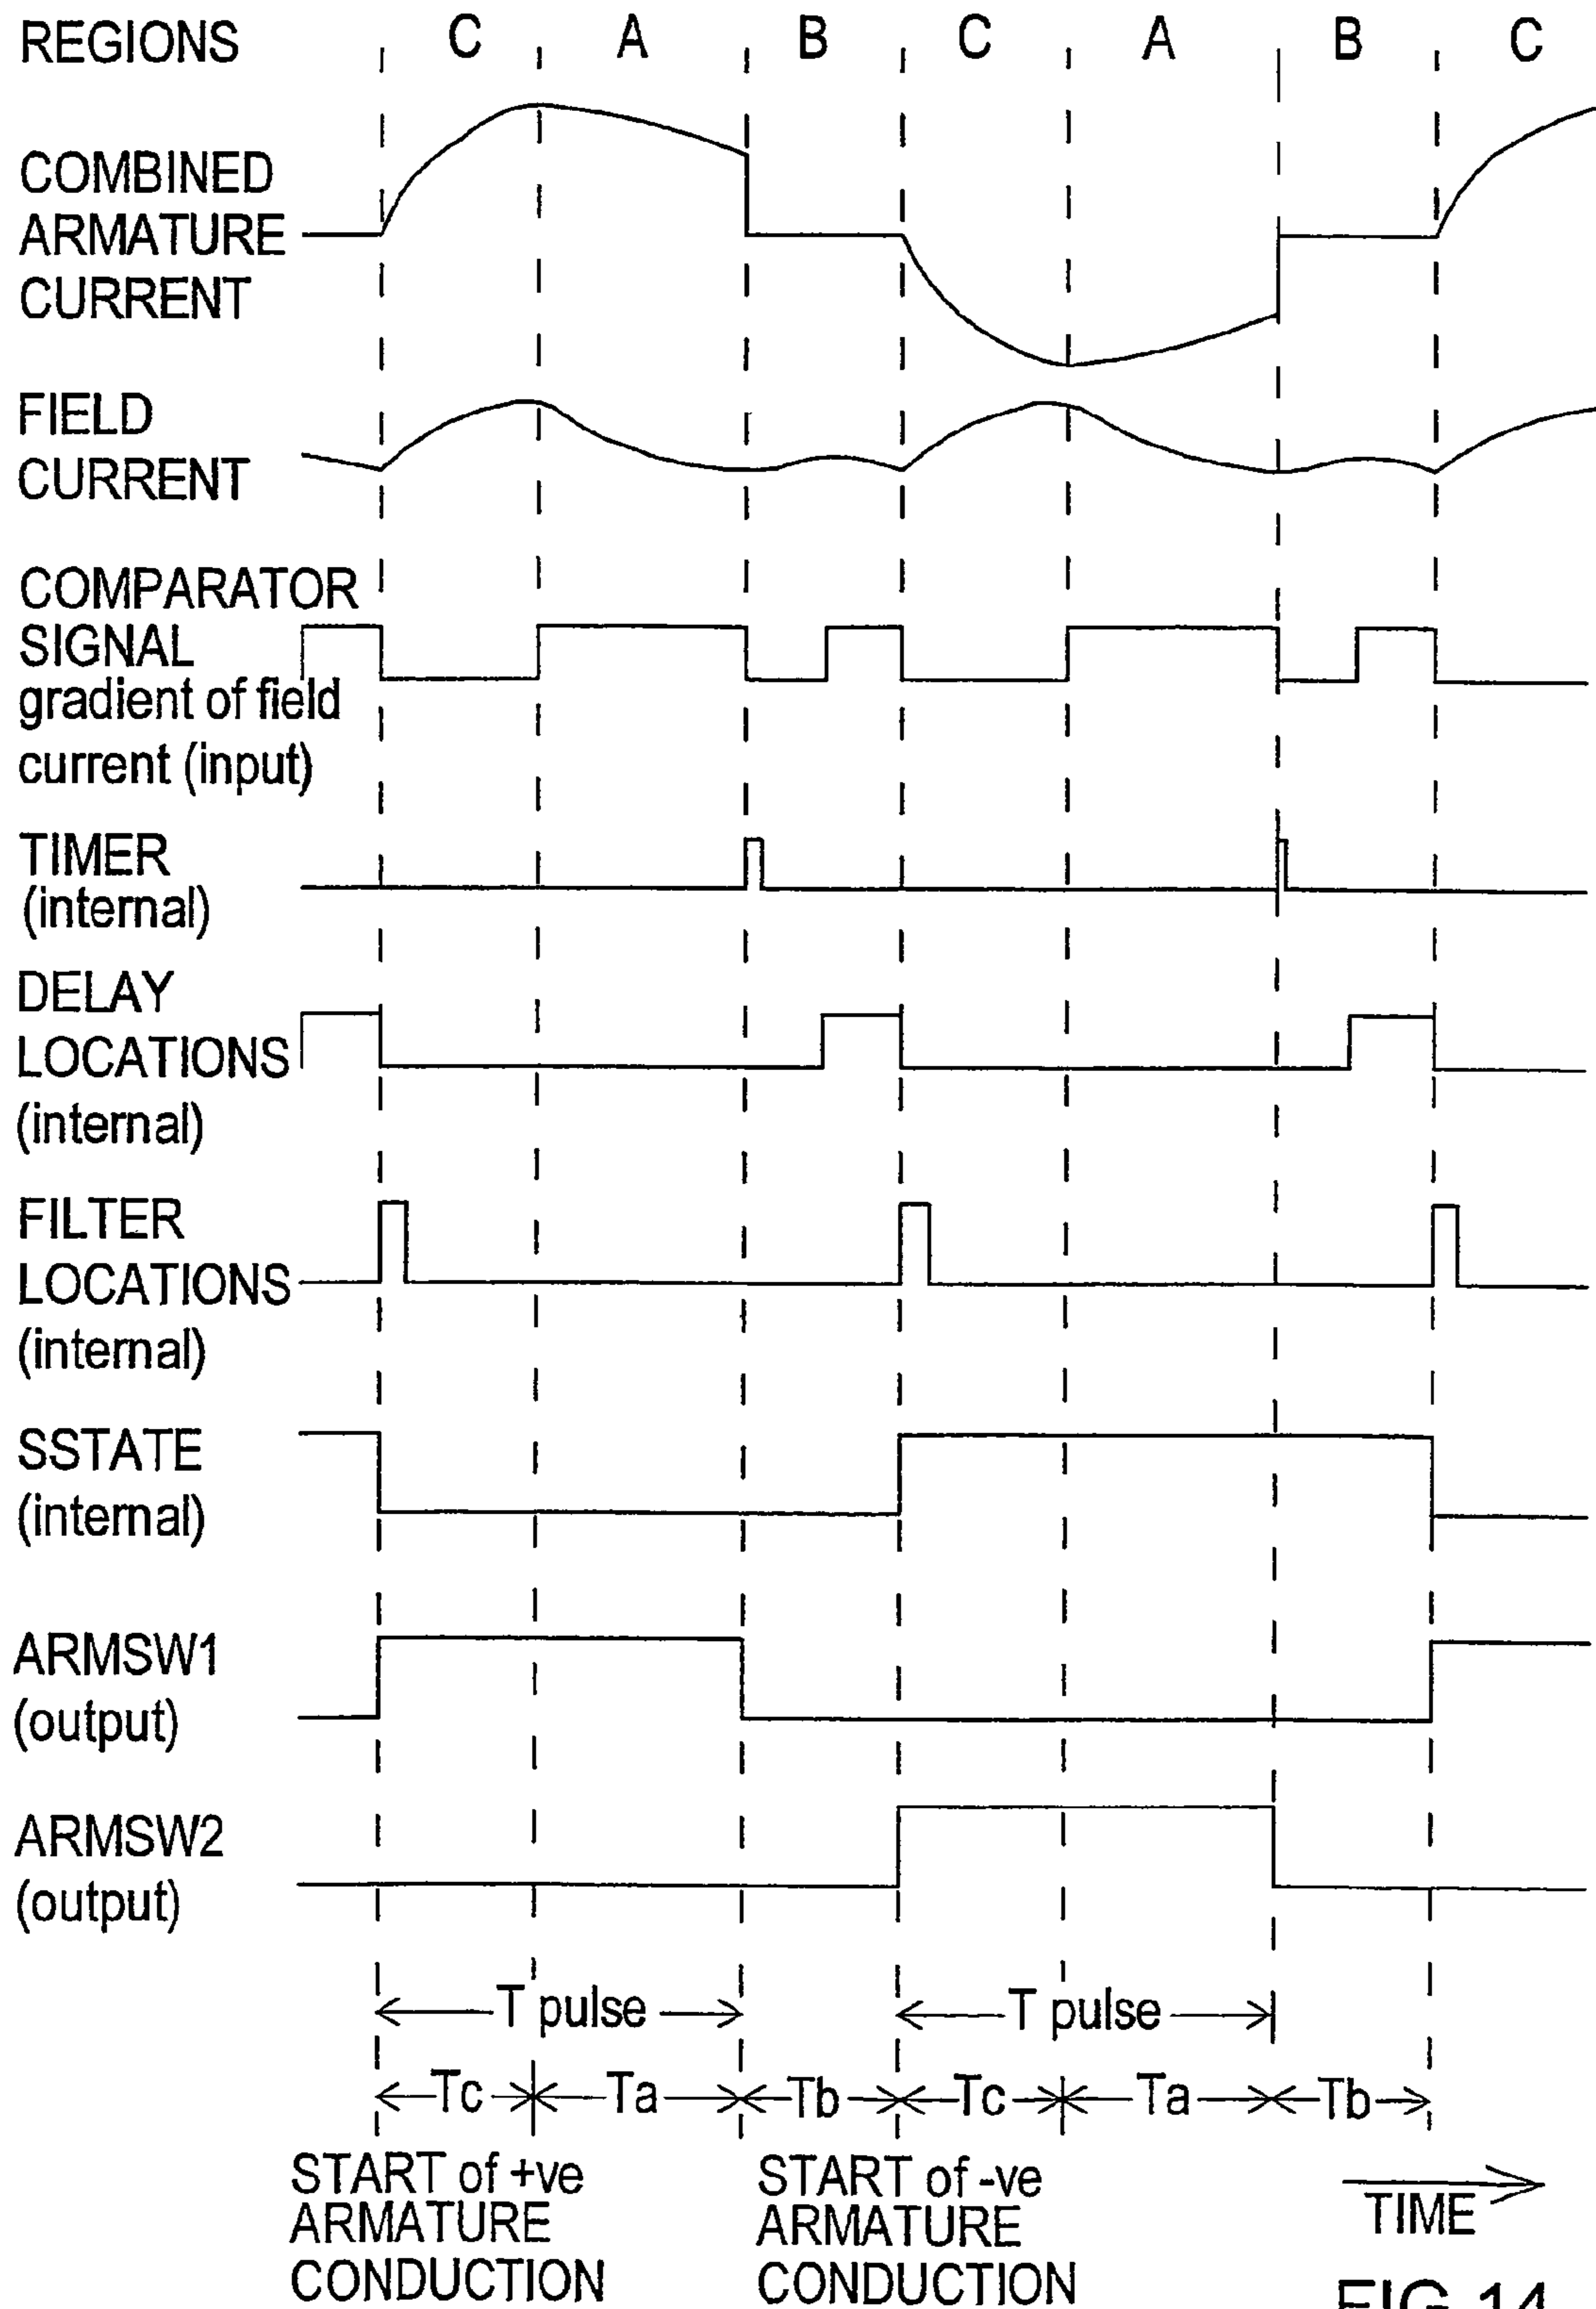 REGIONS C A B C A B C
COMBINED
ARMATURE
CURRENT
FIELD
CURRENT
COMPARATOR
SIGNAL
gradient of field
current (input)
TIMER
(internal)
DELAY
LOCATIONS
(internal)
FILTER
LOCATIONS
(internal)
SSTATE
(internal)
ARMSW1
(output)
ARMSW2
(output)
T pulse T pulse
Tc Ta Tb Tc Ta Tb
START of +ve
ARMATURE
CONDUCTION
START of -ve
ARMATURE
CONDUCTION
TIME
FIG 14